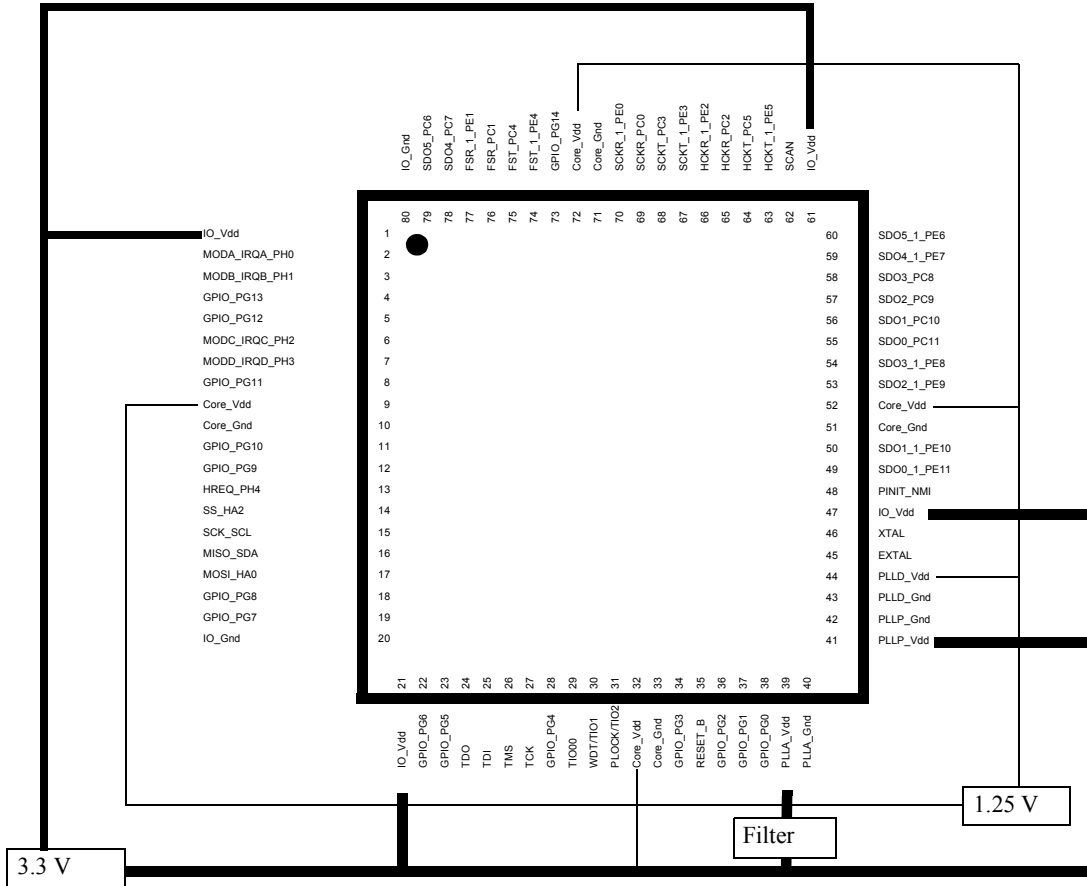 IO_Gnd
SDO5_PC6
SDO4_PC7
FSR_1_PE1
FSR_PC1
FST_PC4
FST_1_PE4
GPIO_PG14
Core_Vdd
Core_Gnd
SCKR_1_PE0
SCKR_PC0
SCKT_PC3
SCKT_1_PE3
HCKR_1_PE2
HCKR_PC2
HCKT_PC5
HCKT_1_PE5
SCAN
IO_Vdd
80 79 78 77 76 75 74 73 72 71 70 69 68 67 66 65 64 63 62 61
IO_Vdd 1
MODA_IRQA_PH0 2
MODB_IRQB_PH1 3
GPIO_PG13 4
GPIO_PG12 5
MODC_IRQC_PH2 6
MODD_IRQD_PH3 7
GPIO_PG11 8
Core_Vdd 9
Core_Gnd 10
GPIO_PG10 11
GPIO_PG9 12
HREQ_PH4 13
SS_HA2 14
SCK_SCL 15
MISO_SDA 16
MOSI_HA0 17
GPIO_PG8 18
GPIO_PG7 19
IO_Gnd 20
60 SDO5_1_PE6
59 SDO4_1_PE7
58 SDO3_PC8
57 SDO2_PC9
56 SDO1_PC10
55 SDO0_PC11
54 SDO3_1_PE8
53 SDO2_1_PE9
52 Core_Vdd
51 Core_Gnd
50 SDO1_1_PE10
49 SDO0_1_PE11
48 PINIT_NMI
47 IO_Vdd
46 XTAL
45 EXTAL
44 PLLD_Vdd
43 PLLD_Gnd
42 PLLP_Gnd
41 PLLP_Vdd
21 22 23 24 25 26 27 28 29 30 31 32 33 34 35 36 37 38 39 40
IO_Vdd
GPIO_PG6
GPIO_PG5
TDO
TDI
TMS
TCK
GPIO_PG4
TIO00
WDT/TIO1
PLOCK/TIO2
Core_Vdd
Core_Gnd
GPIO_PG3
RESET_B
GPIO_PG2
GPIO_PG1
GPIO_PG0
PLLA_Vdd
PLLA_Gnd
1.25 V
Filter
3.3 V